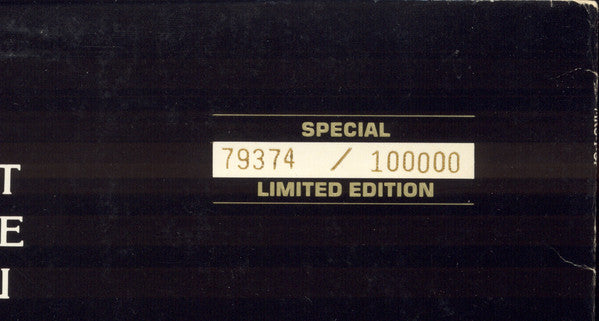 SPECIAL
79374 / 100000
LIMITED EDITION
T
E
I